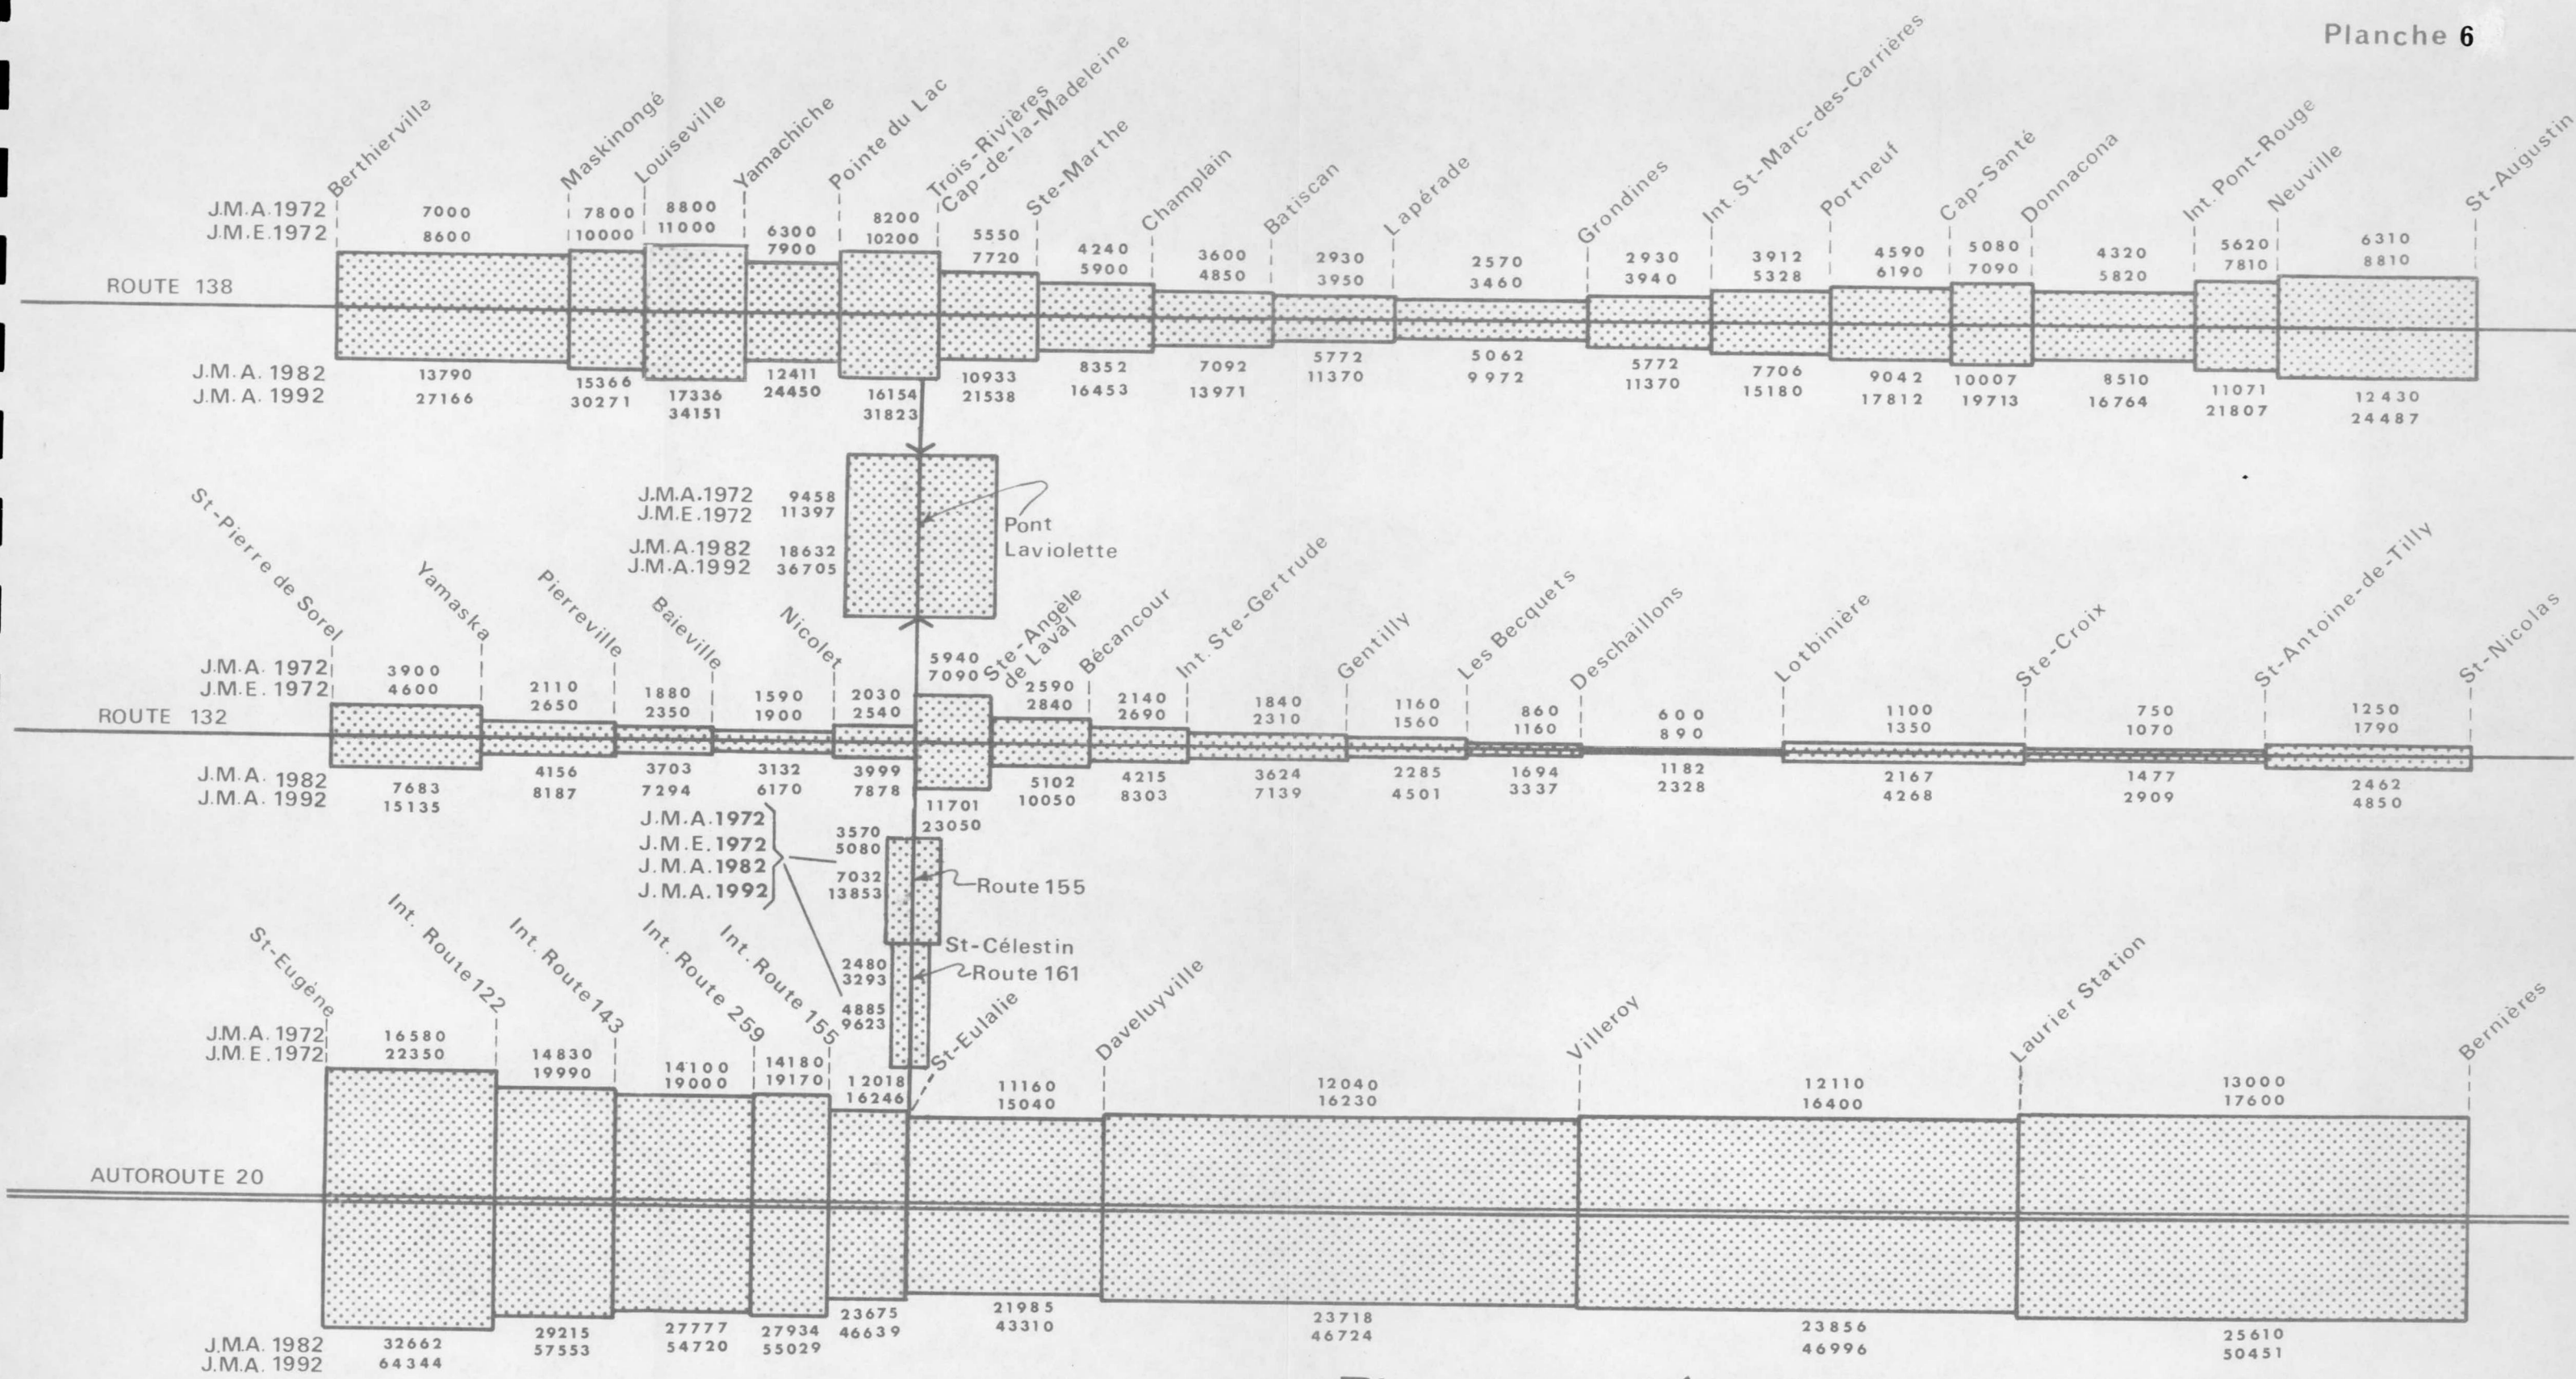 Planche 6
Berthierville
Maskinongé
Louiseville
Yamachiche
Pointe du Lac
Trois-Rivières
Cap-de-la-Madeleine
Ste-Marthe
Champlain
Batiscan
Lapérade
Grondines
Int. St-Marc-des-Carrières
Portneuf
Cap-Santé
Donnacona
Int. Pont-Rouge
Neuville
St-Augustin
J.M.A. 1972 7000 7800 8800 6300 8200 5550 4240 3600 2930 2570 2930 3912 4590 5080 4320 5620 6310
J.M.E. 1972 8600 10000 11000 7900 10200 7720 5900 4850 3950 3460 3940 5328 6190 7090 5820 7810 8810
ROUTE 138
J.M.A. 1982 13790 15366 17336 12411 16154 10933 8352 7092 5772 5062 5772 7706 9042 10007 8510 11071 12430
J.M.A. 1992 27166 30271 34151 24450 31823 21538 16453 13971 11370 9972 11370 15180 17812 19713 16764 21807 24487
J.M.A. 1972 9458
J.M.E. 1972 11397
J.M.A. 1982 18632
J.M.A. 1992 36705
Pont
Laviolette
St-Pierre de Sorel
Yamaska
Pierreville
Baieville
Nicolet
Ste-Angèle
de Laval
Bécancour
Int. Ste-Gertrude
Gentilly
Les Becquets
Deschaillons
Lotbinière
Ste-Croix
St-Antoine-de-Tilly
St-Nicolas
J.M.A. 1972 3900 2110 1880 1590 2030 5940 2590 2140 1840 1160 860 600 1100 750 1250
J.M.E. 1972 4600 2650 2350 1900 2540 7090 2840 2690 2310 1560 1160 890 1350 1070 1790
ROUTE 132
J.M.A. 1982 7683 4156 3703 3132 3999 11701 5102 4215 3624 2285 1694 1182 2167 1477 2462
J.M.A. 1992 15135 8187 7294 6170 7878 23050 10050 8303 7139 4501 3337 2328 4268 2909 4850
J.M.A. 1972
J.M.E. 1972
J.M.A. 1982
J.M.A. 1992
3570
5080
7032
13853
Route 155
St-Célestin
2480
3293
4885
9623
Route 161
St-Eugéne
Int. Route 122
Int. Route 143
Int. Route 259
Int. Route 155
St-Eulalie
Daveluyville
Villeroy
Laurier Station
Bernières
J.M.A. 1972 16580 14830 14100 14180 12018 11160 12040 12110 13000
J.M.E. 1972 22350 19990 19000 19170 16246 15040 16230 16400 17600
AUTOROUTE 20
J.M.A. 1982 32662 29215 27777 27934 23675 21985 23718 23856 25610
J.M.A. 1992 64344 57553 54720 55029 46639 43310 46724 46996 50451